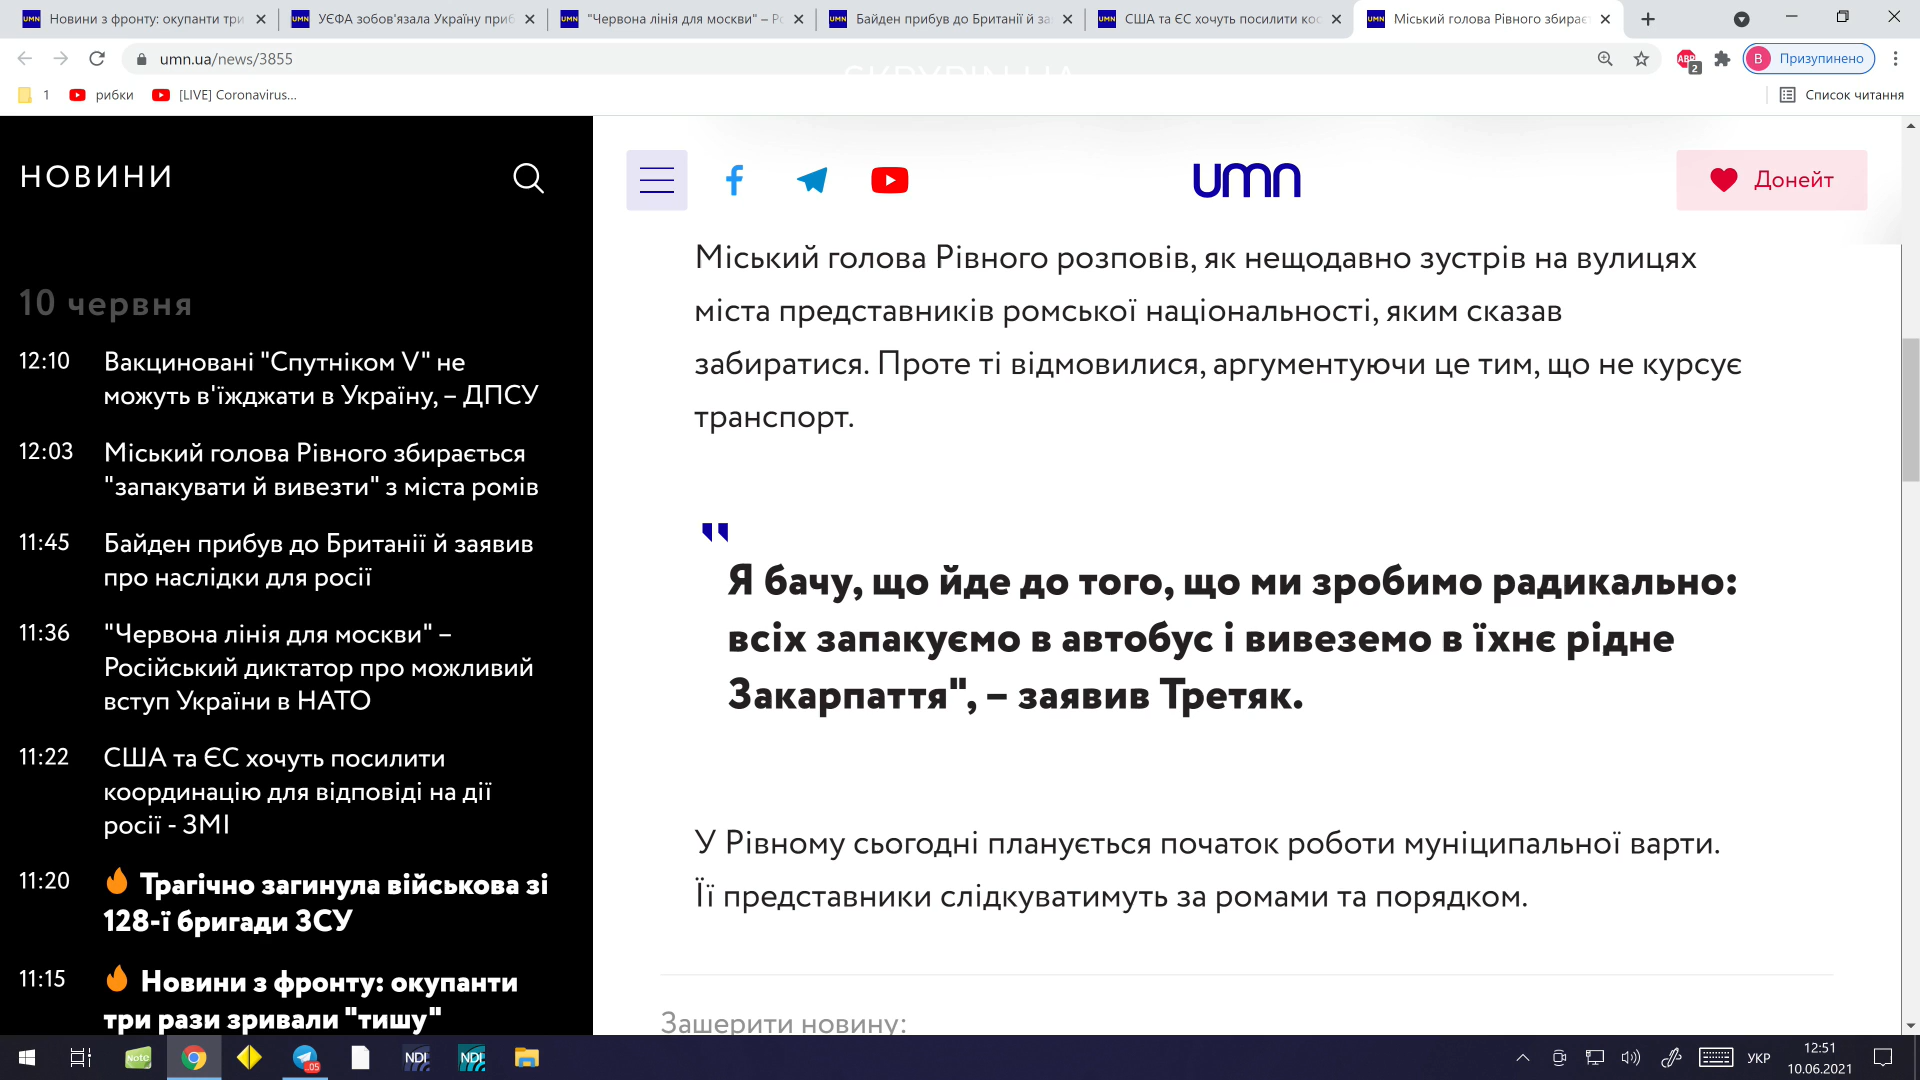 Новини з фронту: окупанти три
УЄФА зобов'язала Україну приб
"Червона лінія для москви" – Ро
Байден прибув до Британії й за
США та ЄС хочуть посилити ко
Міський голова Рівного збирає
umn.ua/news/3855
ABP
2
B
Призупинено
1
рибки
[LIVE] Coronavirus...
Список читання
SKRYPIN.UA
НОВИНИ
umn
Донейт
10 червня
12:10
Вакциновані "Спутніком V" не
можуть в'їжджати в Україну, – ДПСУ
12:03
Міський голова Рівного збирається
"запакувати й вивезти" з міста ромів
11:45
Байден прибув до Британії й заявив
про наслідки для росії
11:36
"Червона лінія для москви" –
Російський диктатор про можливий
вступ України в НАТО
11:22
США та ЄС хочуть посилити
координацію для відповіді на дії
росії - ЗМІ
11:20
Трагічно загинула військова зі
128-ї бригади ЗСУ
11:15
Новини з фронту: окупанти
три рази зривали "тишу"
Міський голова Рівного розповів, як нещодавно зустрів на вулицях
міста представників ромської національності, яким сказав
забиратися. Проте ті відмовилися, аргументуючи це тим, що не курсує
транспорт.
"
Я бачу, що йде до того, що ми зробимо радикально:
всіх запакуємо в автобус і вивеземо в їхнє рідне
Закарпаття", – заявив Третяк.
У Рівному сьогодні планується початок роботи муніципальної варти.
Її представники слідкуватимуть за ромами та порядком.
Зашерити новину:
Note
.05
NDI
NDI
УКР
12:51
10.06.2021